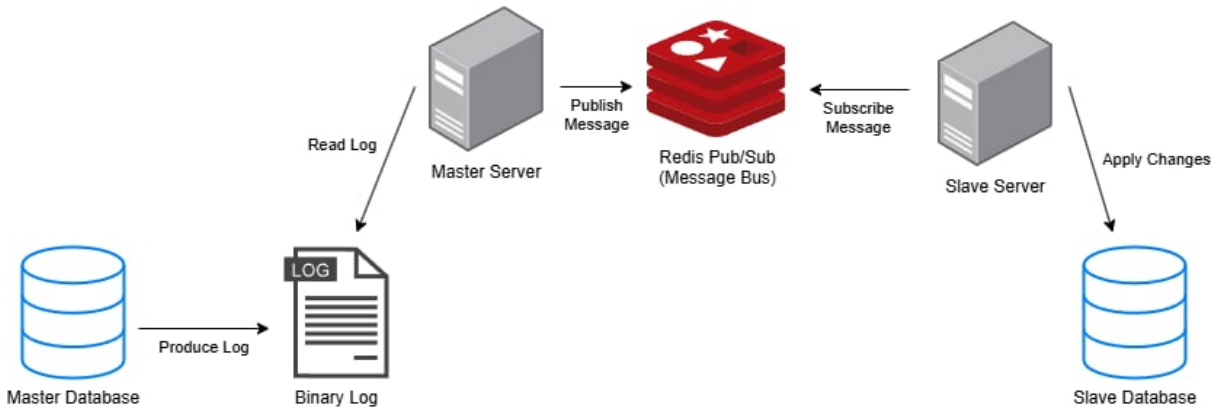 Publish
Message
Subscribe
Message
Read Log
Master Server
Redis Pub/Sub
(Message Bus)
Slave Server
Apply Changes
LOG
Produce Log
Master Database
Binary Log
Slave Database